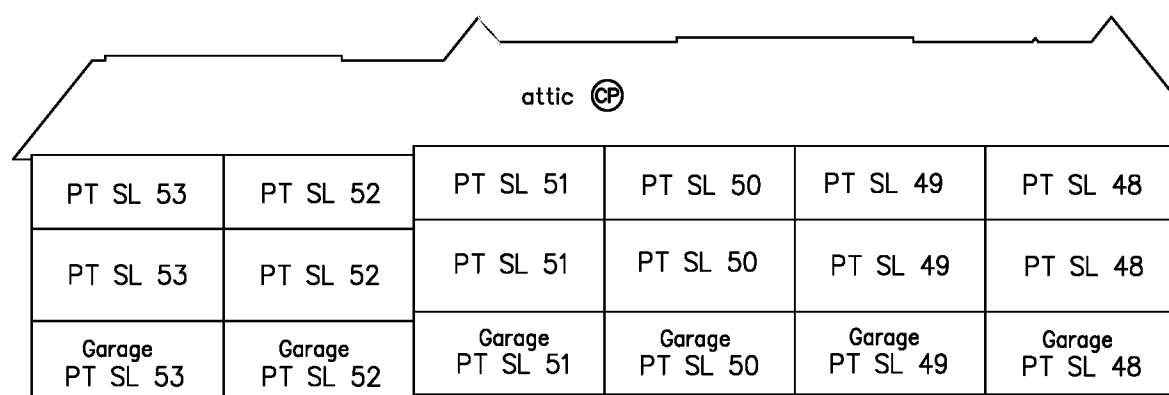 attic CP
PT SL 53 PT SL 52 PT SL 51 PT SL 50 PT SL 49 PT SL 48
PT SL 53 PT SL 52 PT SL 51 PT SL 50 PT SL 49 PT SL 48
Garage Garage Garage Garage Garage Garage
PT SL 53 PT SL 52 PT SL 51 PT SL 50 PT SL 49 PT SL 48